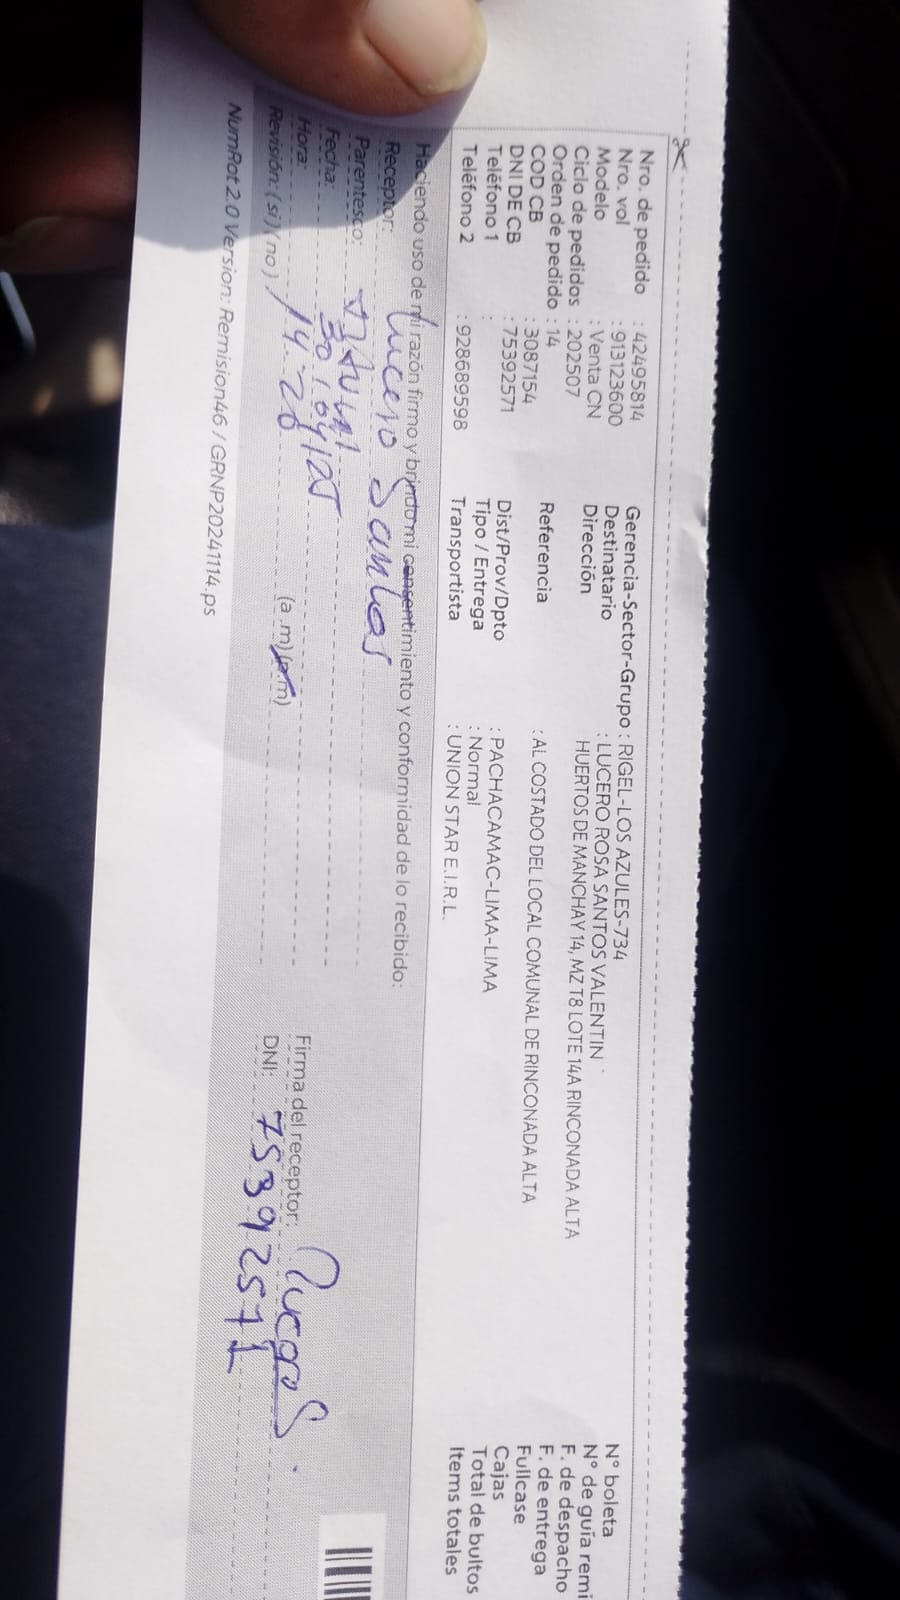 Nro. de pedido : 42495814
Nro. vol : 913123600
Modelo : Venta CN
Ciclo de pedidos : 202507
Orden de pedido : 14
COD CB : 3087154
DNI DE CB : 75392571
Teléfono 1 :
Teléfono 2 : 928689598
Gerencia-Sector-Grupo : RIGEL-LOS AZULES-734
Destinatario : LUCERO ROSA SANTOS VALENTIN
Dirección HUERTOS DE MANCHAY 14, MZ T8 LOTE 14A RINCONADA ALTA
Referencia : AL COSTADO DEL LOCAL COMUNAL DE RINCONADA ALTA
Dist/Prov/Dpto : PACHACAMAC-LIMA-LIMA
Tipo / Entrega : Normal
Transportista : UNION STAR E.I.R.L.
N° boleta
N° de guía remi
F. de despacho
F. de entrega
Fullcase
Cajas
Total de bultos
Items totales
Haciendo uso de mi razón firmo y brindo mi consentimiento y conformidad de lo recibido:
Receptor: Lucero Santos
Parentesco:
Fecha: 30/04/25
Hora: 14:20 (a.m)(p.m)
Revisión: (si)(no)
Firma del receptor:
DNI: 75392571
NumRot 2.0 Version: Remision46 / GRNP20241114.ps